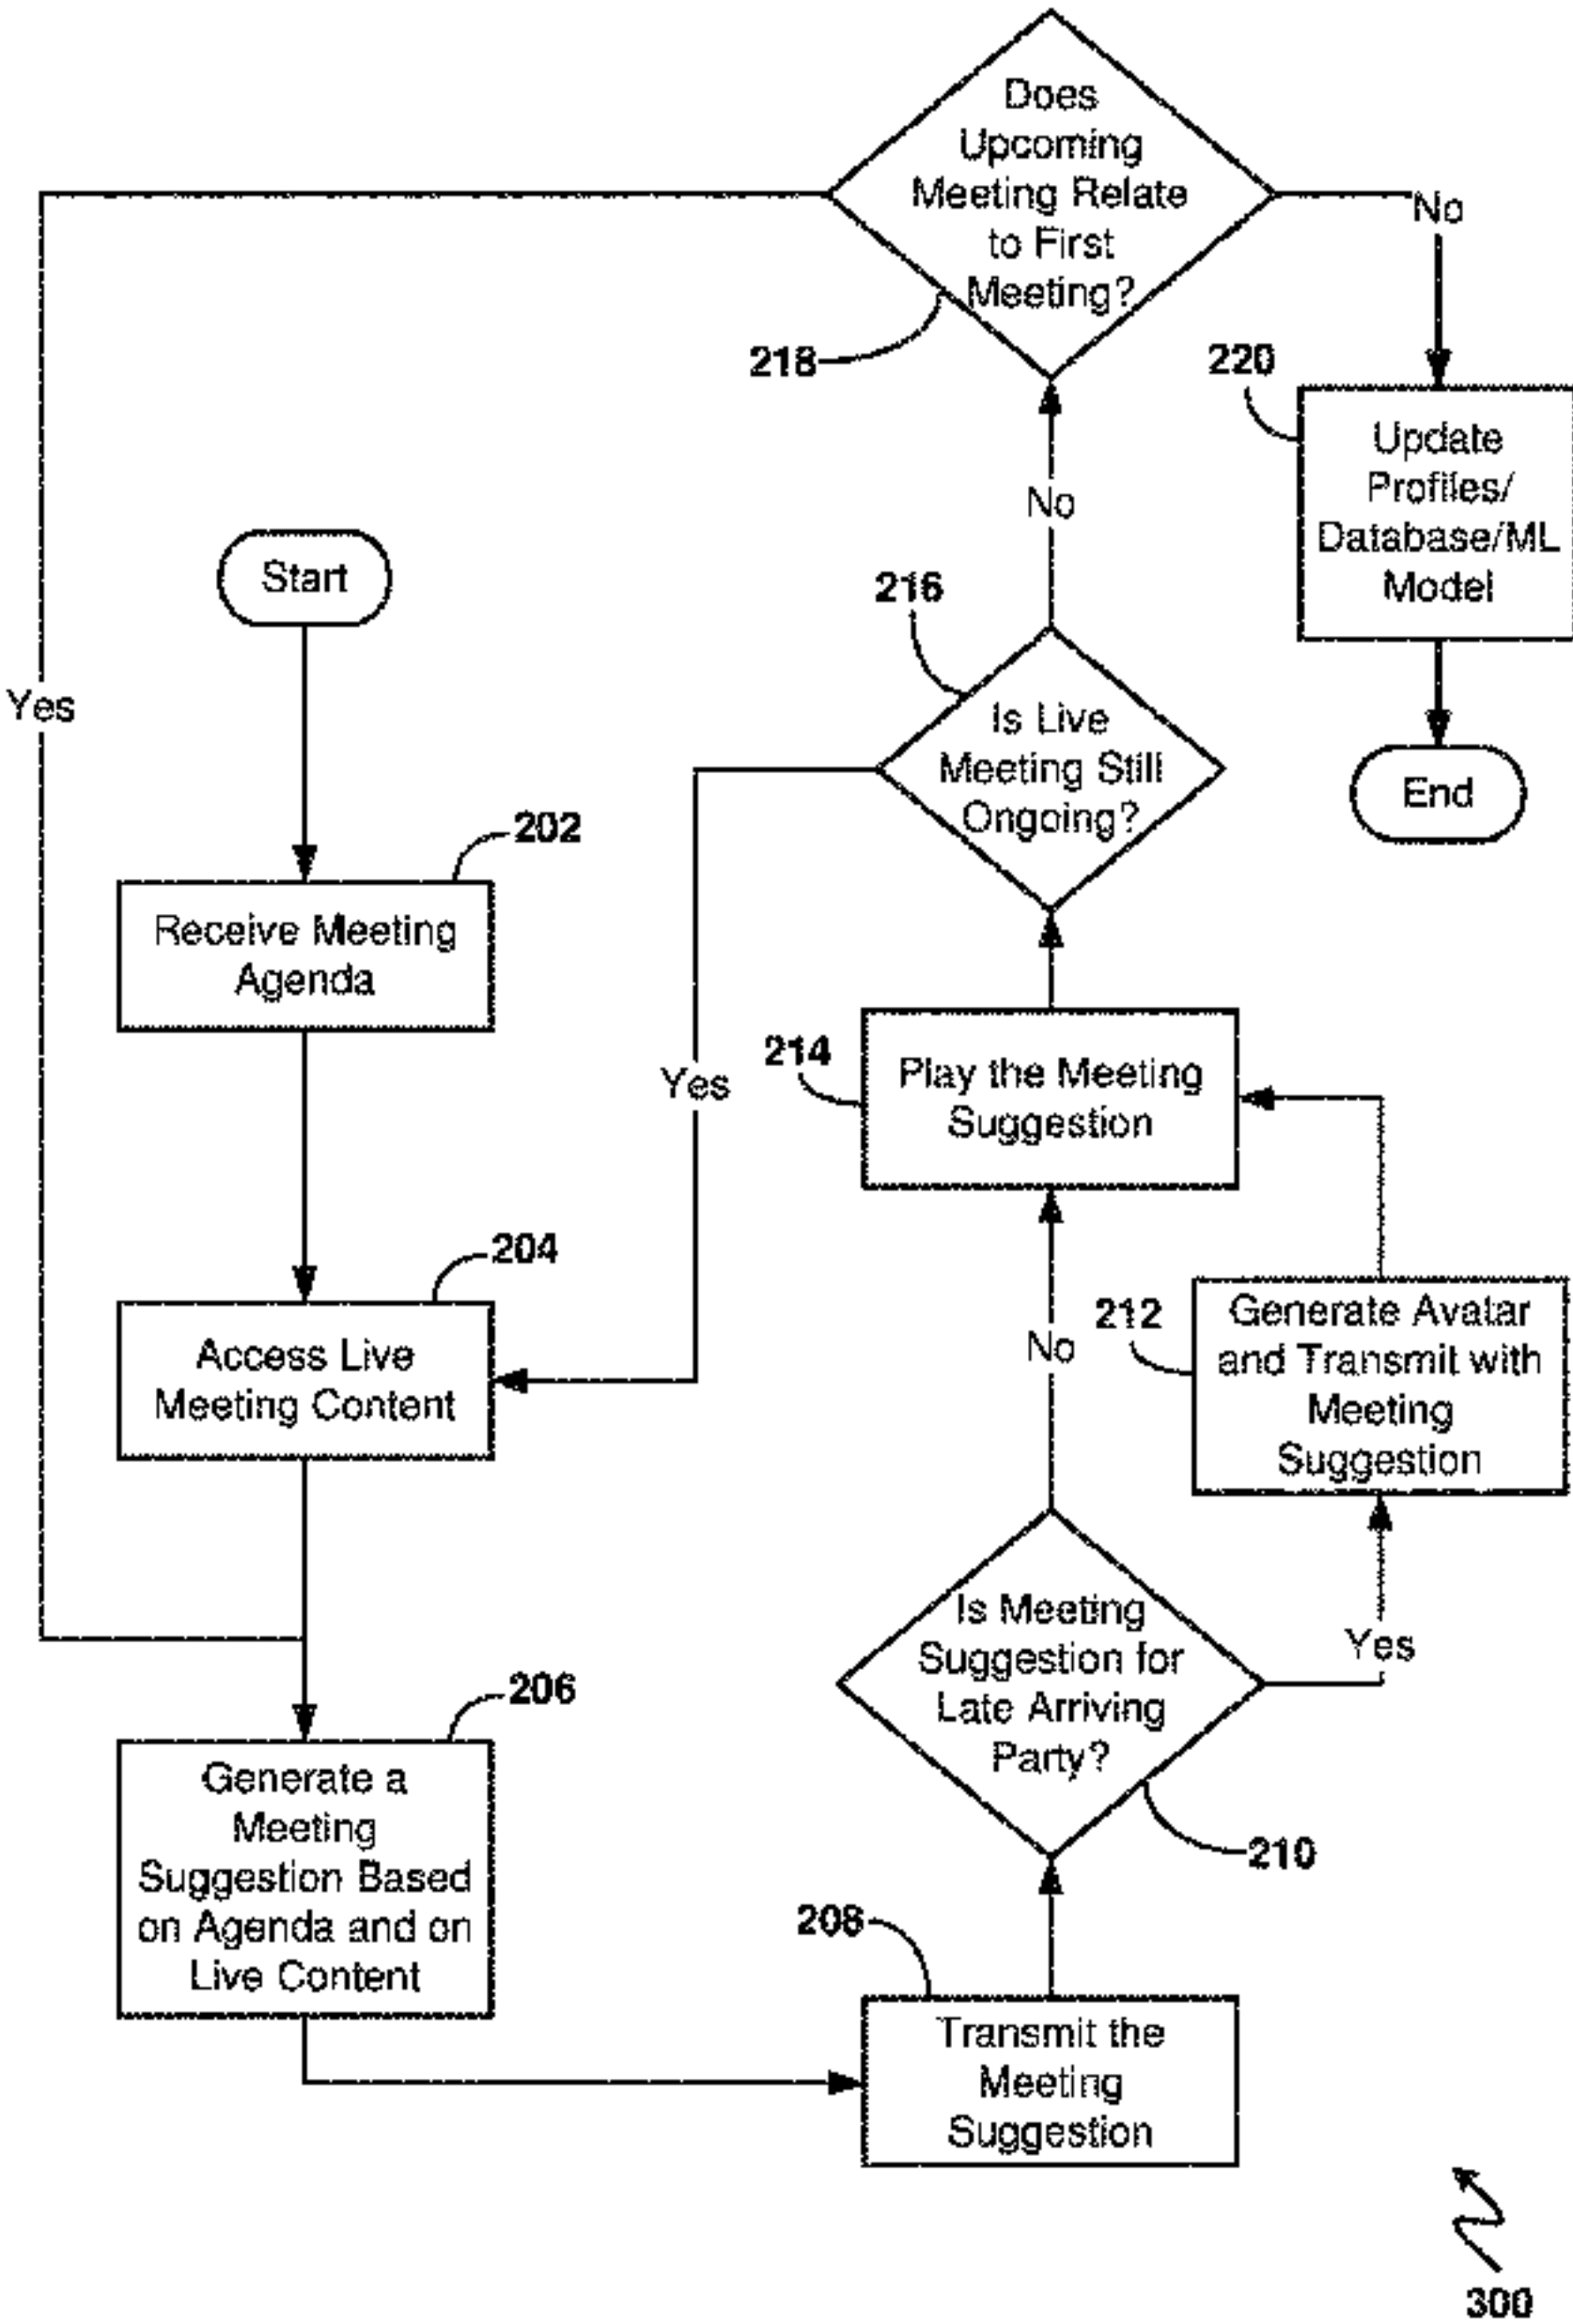 Does
Upcoming
Meeting Relate
to First
Meeting?
218
No
220
Update
Profiles/
Database/ML
Model
End
Yes
Start
202
Receive Meeting
Agenda
204
Access Live
Meeting Content
206
Generate a
Meeting
Suggestion Based
on Agenda and on
Live Content
No
216
Is Live
Meeting Still
Ongoing?
Yes
214
Play the Meeting
Suggestion
No
212
Generate Avatar
and Transmit with
Meeting
Suggestion
Yes
Is Meeting
Suggestion for
Late Arriving
Party?
210
208
Transmit the
Meeting
Suggestion
300